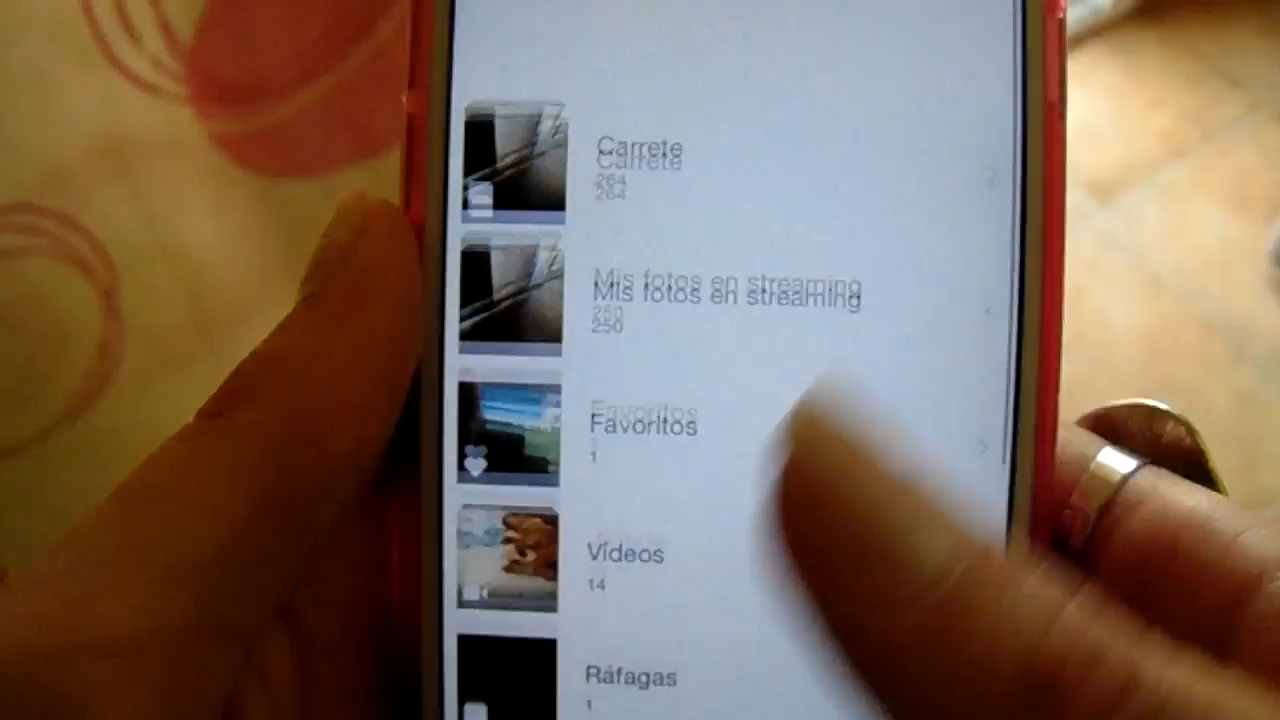 Carrete
264
Mis fotos en streaming
250
Favoritos
1
Vídeos
14
Ráfagas
1